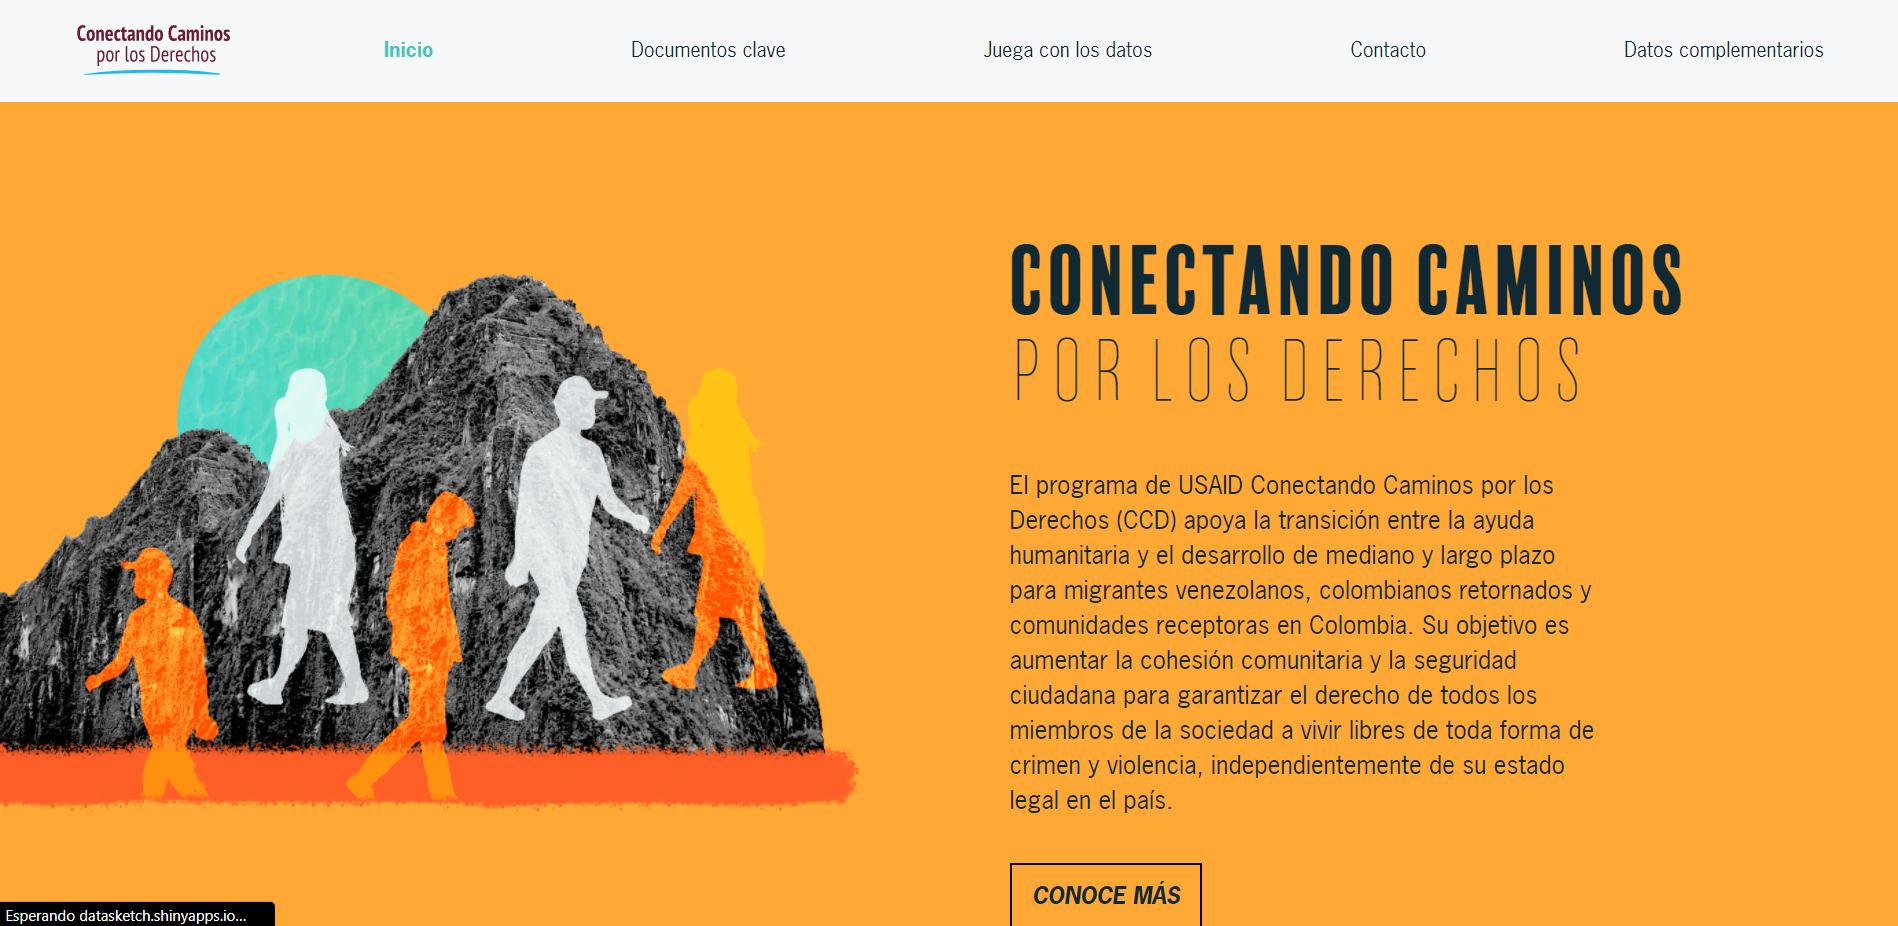 Conectando Caminos
por los Derechos
Inicio
Documentos clave
Juega con los datos
Contacto
Datos complementarios
CONECTANDO CAMINOS
POR LOS DERECHOS
El programa de USAID Conectando Caminos por los
Derechos (CCD) apoya la transición entre la ayuda
humanitaria y el desarrollo de mediano y largo plazo
para migrantes venezolanos, colombianos retornados y
comunidades receptoras en Colombia. Su objetivo es
aumentar la cohesión comunitaria y la seguridad
ciudadana para garantizar el derecho de todos los
miembros de la sociedad a vivir libres de toda forma de
crimen y violencia, independientemente de su estado
legal en el país.
CONOCE MÁS
Esperando datasketch.shinyapps.io...